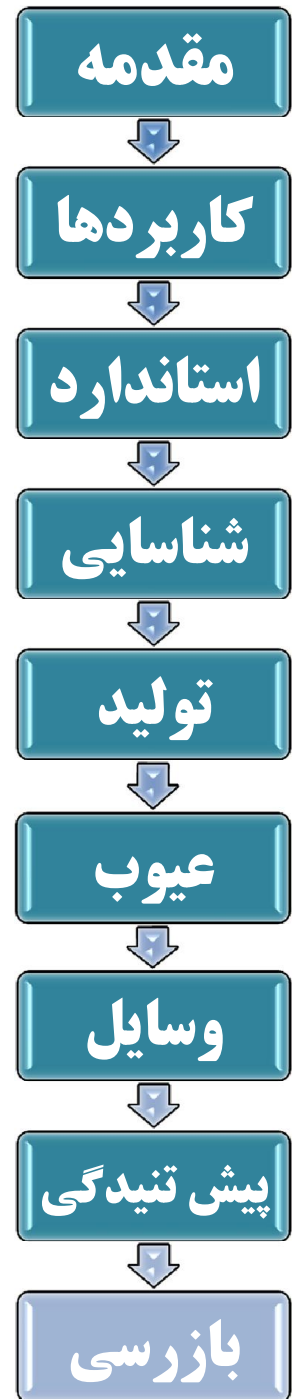 مقدمه
کاربردها
استاندارد
شناسایی
تولید
عیوب
وسایل
پیش تنیدگی
بازرسی